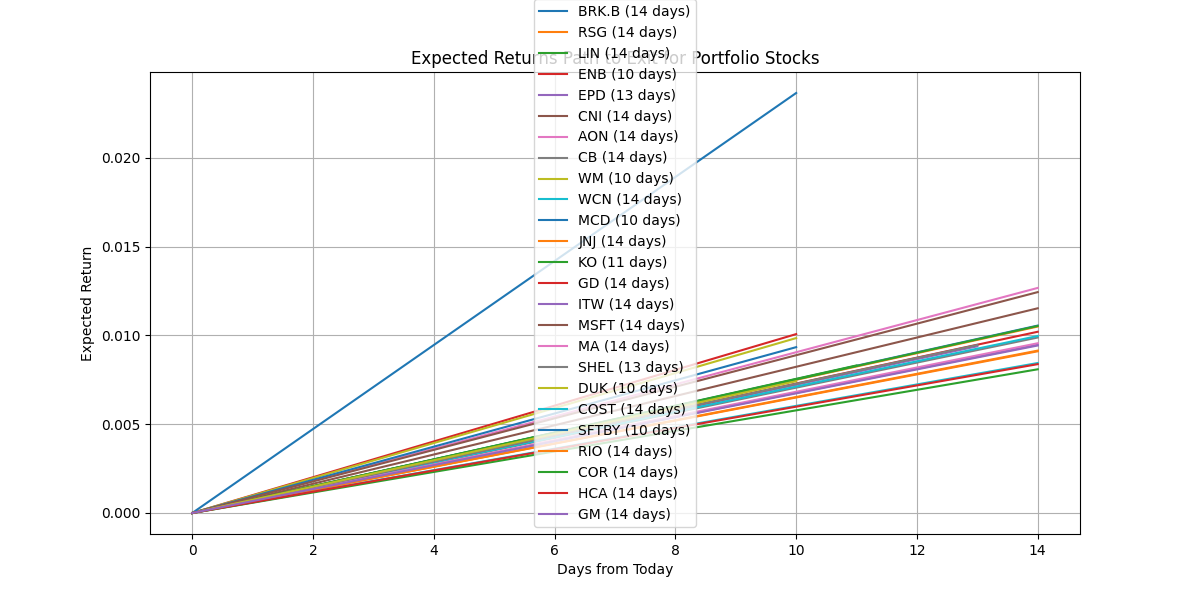 BRK.B (14 days)
RSG (14 days)
LIN (14 days)
Expected Returns Path to Exit for Portfolio Stocks
ENB (10 days)
EPD (13 days)
CNI (14 days)
AON (14 days)
CB (14 days)
WM (10 days)
WCN (14 days)
MCD (10 days)
JNJ (14 days)
KO (11 days)
GD (14 days)
ITW (14 days)
MSFT (14 days)
MA (14 days)
SHEL (13 days)
DUK (10 days)
COST (14 days)
SFTBY (10 days)
RIO (14 days)
COR (14 days)
HCA (14 days)
GM (14 days)
0.020
0.015
0.010
0.005
0.000
Expected Return
0 2 4 6 8 10 12 14
Days from Today